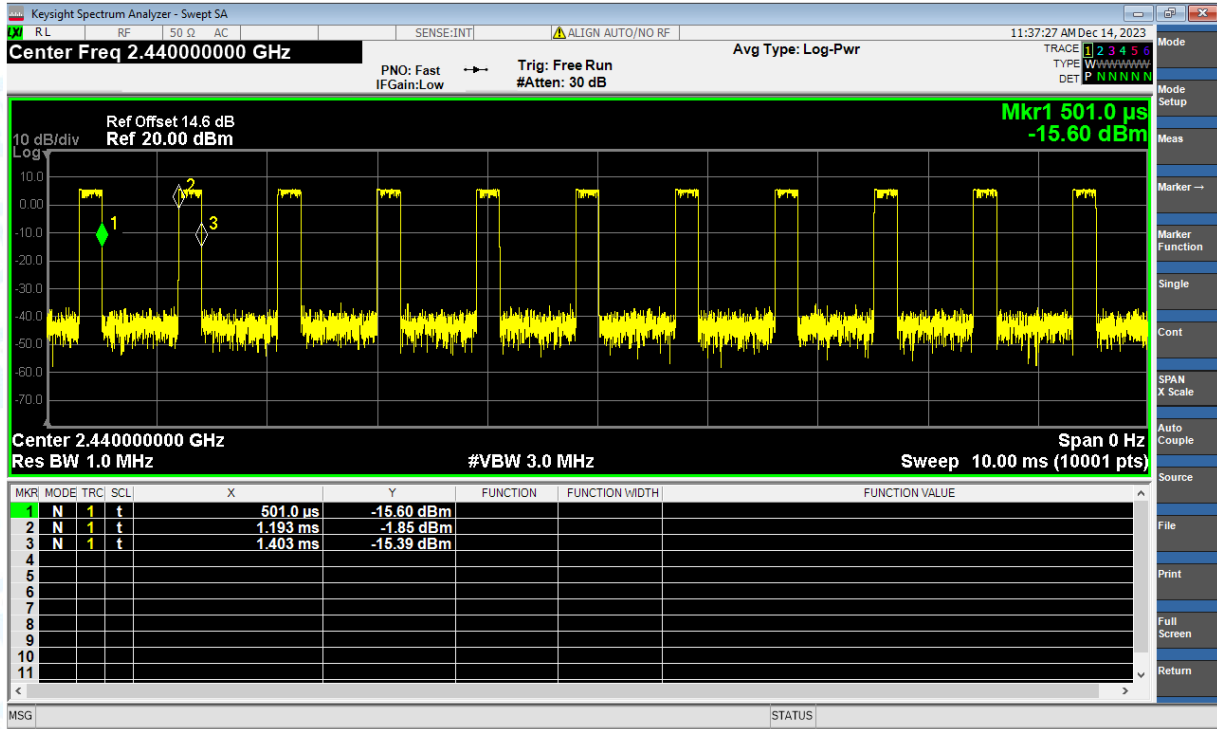 Keysight Spectrum Analyzer - Swept SA
LXI RL RF 50 Ω AC SENSE:INT ALIGN AUTO/NO RF 11:37:27 AM Dec 14, 2023
Center Freq 2.440000000 GHz
Avg Type: Log-Pwr
TRACE 1 2 3 4 5 6
TYPE WWWWWW
DET P N N N N N
PNO: Fast
IFGain:Low
Trig: Free Run
#Atten: 30 dB
Mkr1 501.0 µs
-15.60 dBm
Ref Offset 14.6 dB
10 dB/div Ref 20.00 dBm
Log
10.0
0.00
-10.0
-20.0
-30.0
-40.0
-50.0
-60.0
-70.0
1
2
3
Center 2.440000000 GHz Span 0 Hz
Res BW 1.0 MHz #VBW 3.0 MHz Sweep 10.00 ms (10001 pts)
MKR MODE TRC SCL X Y FUNCTION FUNCTION WIDTH FUNCTION VALUE
1 N 1 t 501.0 µs -15.60 dBm
2 N 1 t 1.193 ms -1.85 dBm
3 N 1 t 1.403 ms -15.39 dBm
4
5
6
7
8
9
10
11
MSG STATUS
Mode
Mode
Setup
Meas
Marker →
Marker
Function
Single
Cont
SPAN
X Scale
Auto
Couple
Source
File
Print
Full
Screen
Return